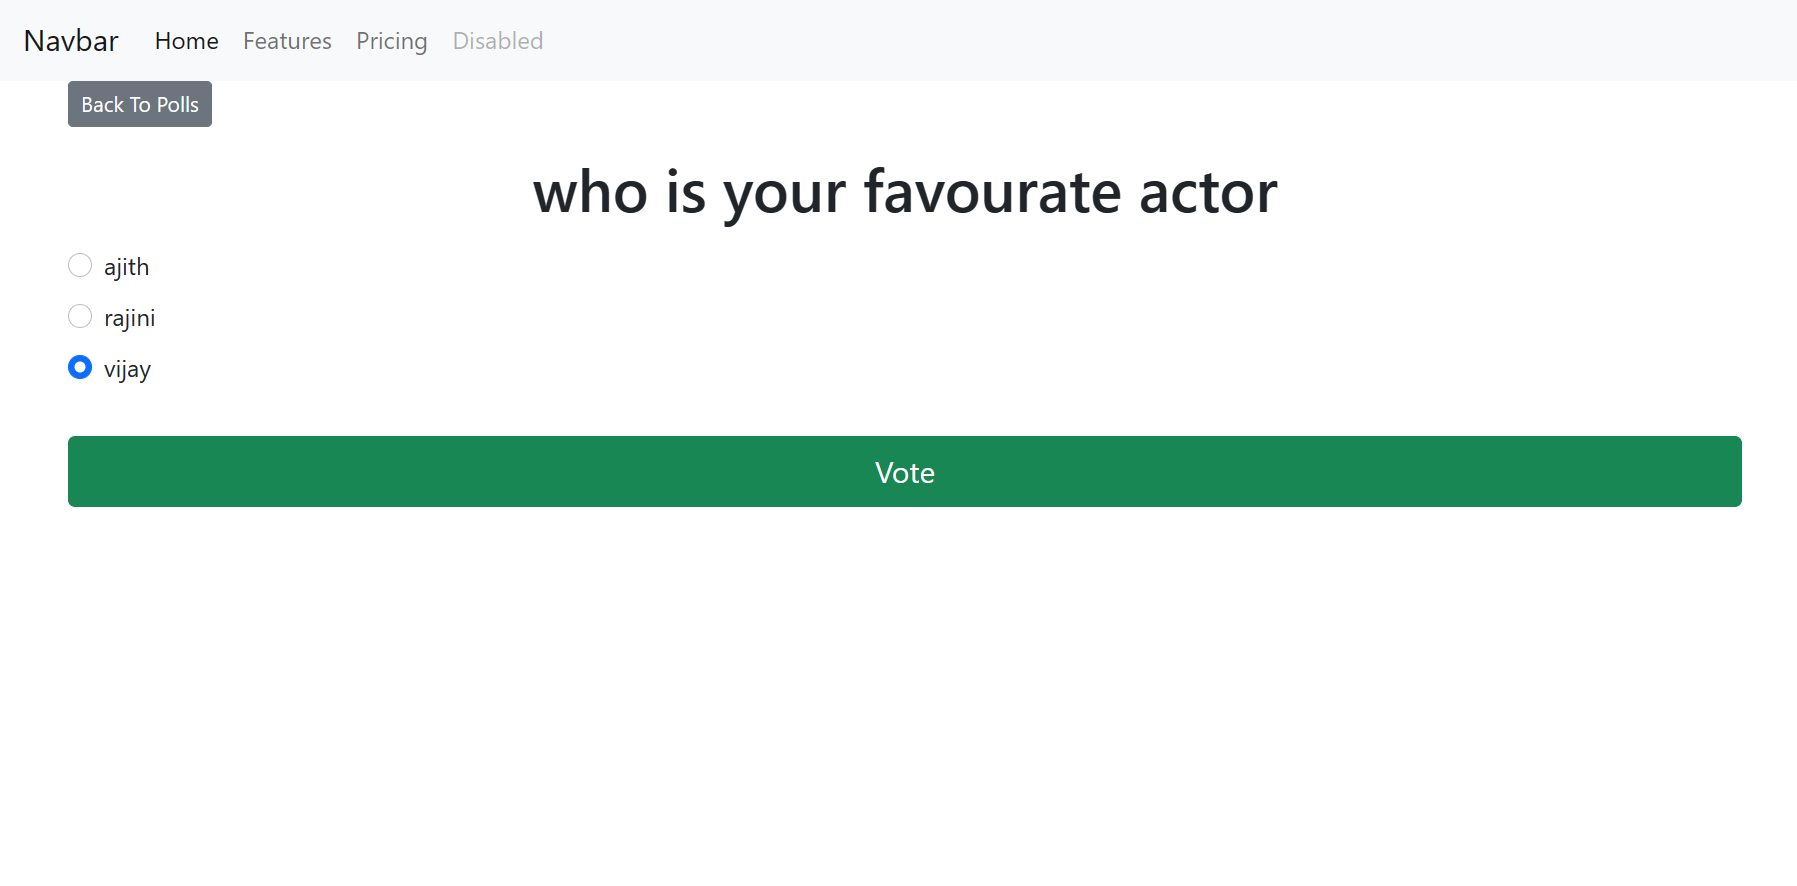 Navbar Home Features Pricing Disabled
Back To Polls
who is your favourate actor
ajith
rajini
vijay
Vote